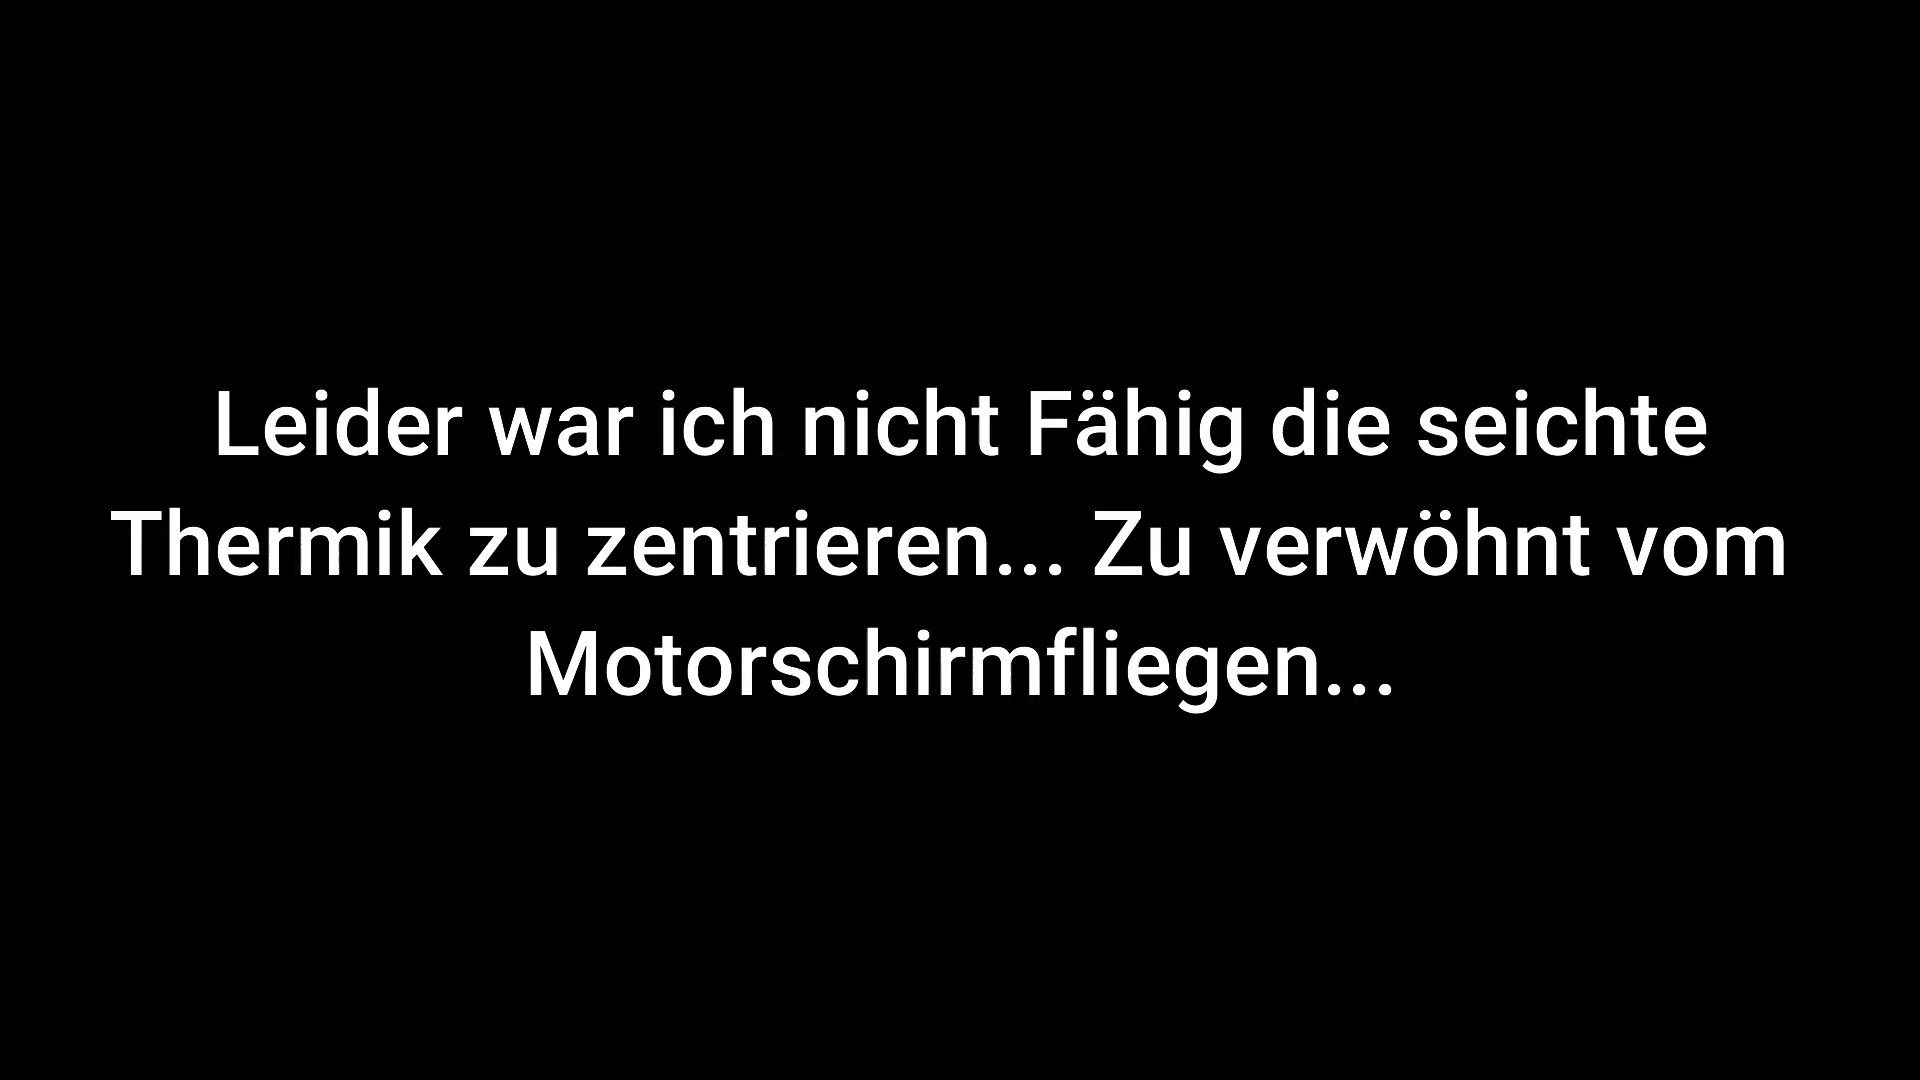 Leider war ich nicht Fähig die seichte
Thermik zu zentrieren... Zu verwöhnt vom
Motorschirmfliegen...